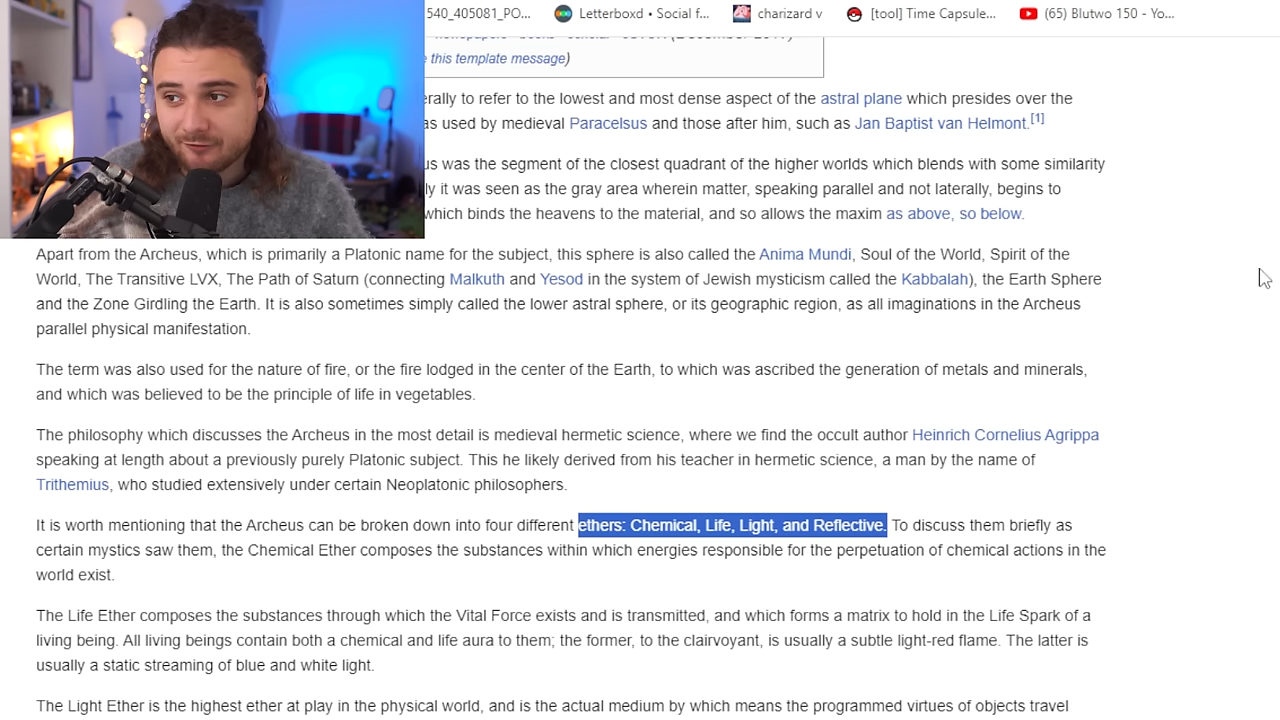 540_405081_PO... Letterboxd • Social f... charizard v [tool] Time Capsule... (65) Blutwo 150 - Yo...
this template message)
erally to refer to the lowest and most dense aspect of the astral plane which presides over the
as used by medieval Paracelsus and those after him, such as Jan Baptist van Helmont.[1]
us was the segment of the closest quadrant of the higher worlds which blends with some similarity
ly it was seen as the gray area wherein matter, speaking parallel and not laterally, begins to
which binds the heavens to the material, and so allows the maxim as above, so below.
Apart from the Archeus, which is primarily a Platonic name for the subject, this sphere is also called the Anima Mundi, Soul of the World, Spirit of the
World, The Transitive LVX, The Path of Saturn (connecting Malkuth and Yesod in the system of Jewish mysticism called the Kabbalah), the Earth Sphere
and the Zone Girdling the Earth. It is also sometimes simply called the lower astral sphere, or its geographic region, as all imaginations in the Archeus
parallel physical manifestation.
The term was also used for the nature of fire, or the fire lodged in the center of the Earth, to which was ascribed the generation of metals and minerals,
and which was believed to be the principle of life in vegetables.
The philosophy which discusses the Archeus in the most detail is medieval hermetic science, where we find the occult author Heinrich Cornelius Agrippa
speaking at length about a previously purely Platonic subject. This he likely derived from his teacher in hermetic science, a man by the name of
Trithemius, who studied extensively under certain Neoplatonic philosophers.
It is worth mentioning that the Archeus can be broken down into four different ethers: Chemical, Life, Light, and Reflective. To discuss them briefly as
certain mystics saw them, the Chemical Ether composes the substances within which energies responsible for the perpetuation of chemical actions in the
world exist.
The Life Ether composes the substances through which the Vital Force exists and is transmitted, and which forms a matrix to hold in the Life Spark of a
living being. All living beings contain both a chemical and life aura to them; the former, to the clairvoyant, is usually a subtle light-red flame. The latter is
usually a static streaming of blue and white light.
The Light Ether is the highest ether at play in the physical world, and is the actual medium by which means the programmed virtues of objects travel